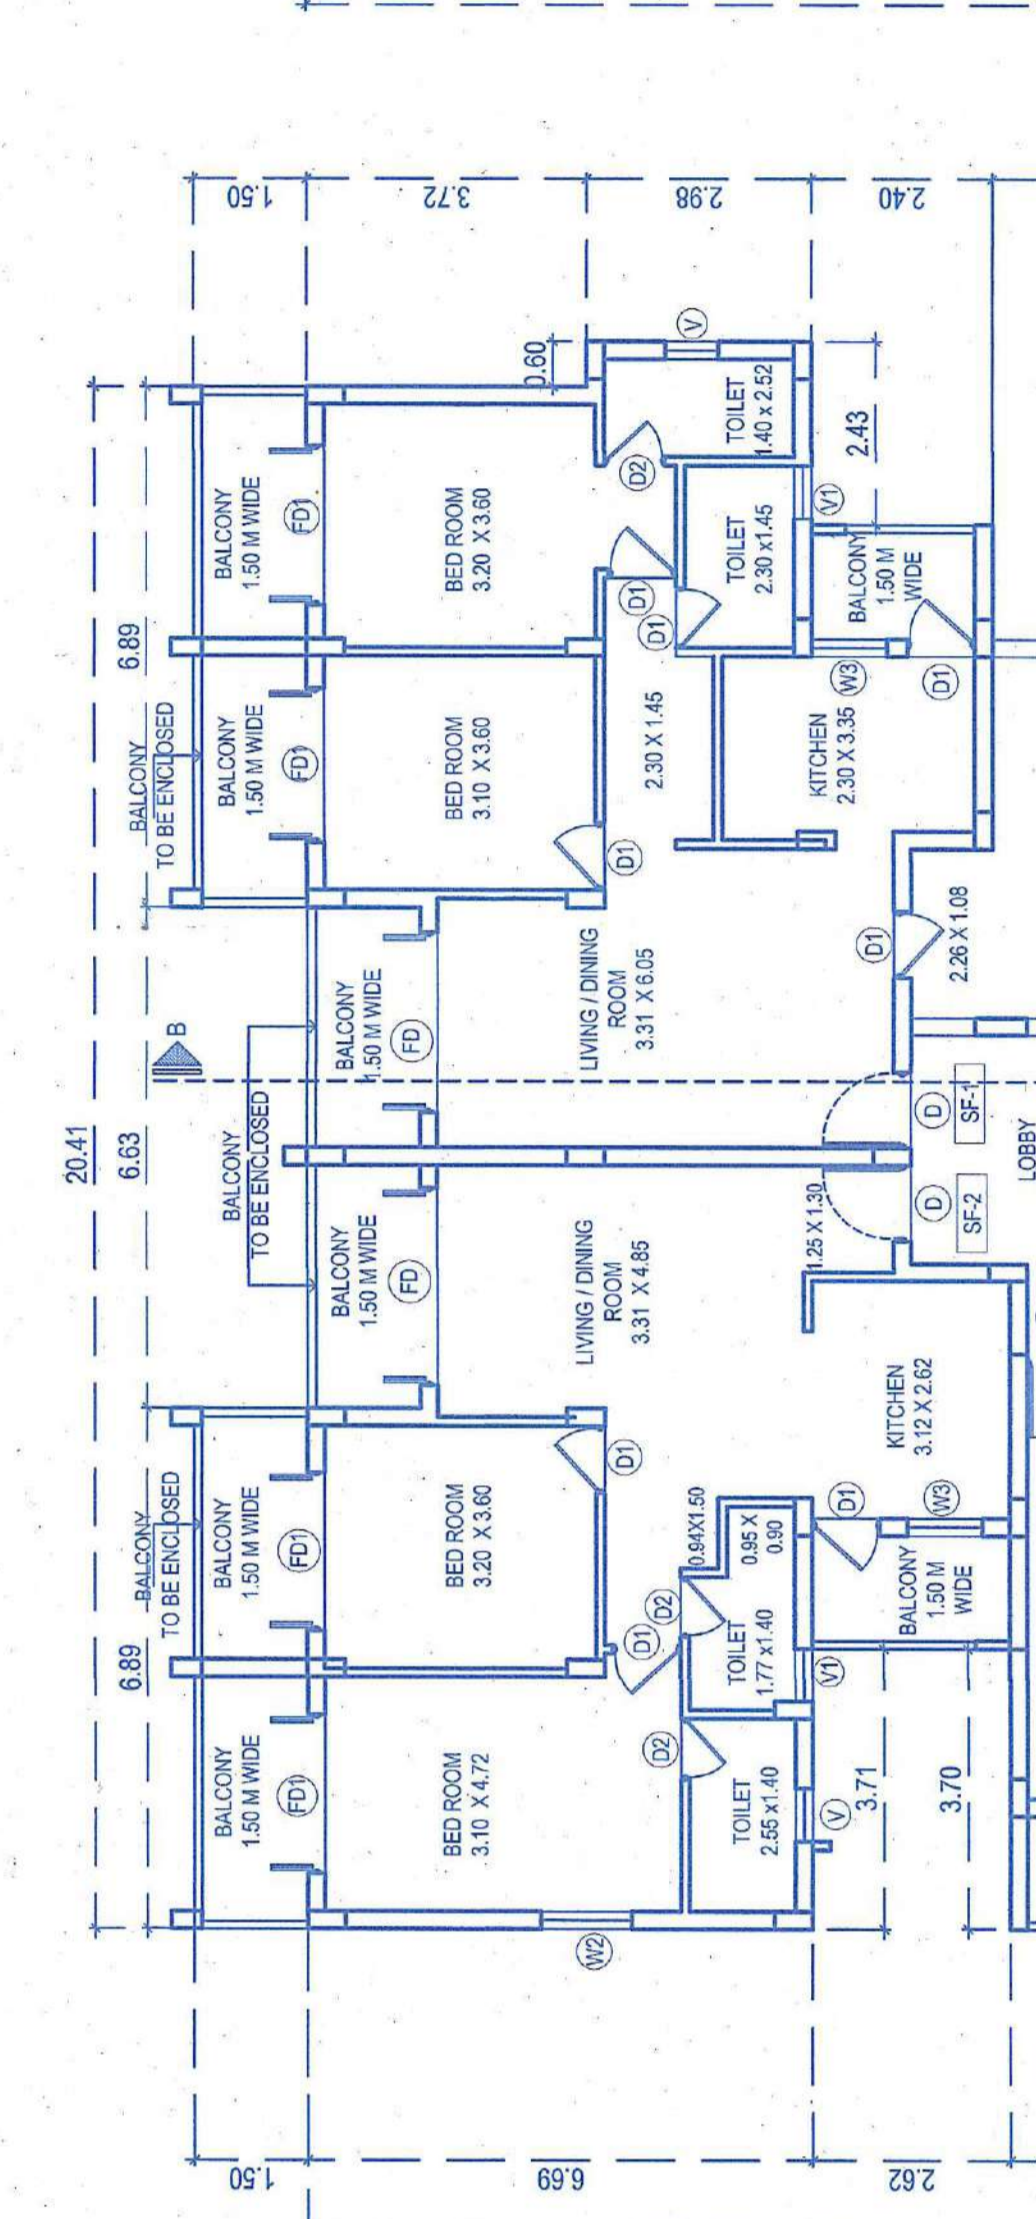 20.41
6.89
6.63
6.89
BALCONY
TO BE ENCLOSED
BALCONY
TO BE ENCLOSED
BALCONY
TO BE ENCLOSED
B
1.50
6.69
2.62
1.50
3.72
2.98
2.40
BALCONY
1.50 M WIDE
FD1
BALCONY
1.50 M WIDE
FD1
BALCONY
1.50 M WIDE
FD
BALCONY
1.50 M WIDE
FD
BALCONY
1.50 M WIDE
FD1
BALCONY
1.50 M WIDE
FD1
BED ROOM
3.10 X 4.72
BED ROOM
3.20 X 3.60
LIVING / DINING
ROOM
3.31 X 4.85
LIVING / DINING
ROOM
3.31 X 6.05
BED ROOM
3.10 X 3.60
BED ROOM
3.20 X 3.60
0.60
W2
D1
D1
D1
D1
D2
D2
D2
D1
0.94X1.50
2.30 X 1.45
V
TOILET
2.55 x1.40
TOILET
1.77 x1.40
0.95 X
0.90
TOILET
2.30 x1.45
TOILET
1.40 x 2.52
1.25 X 1.30
V
V1
D1
W3
W3
D1
V1
3.71
3.70
2.43
BALCONY
1.50 M
WIDE
KITCHEN
3.12 X 2.62
KITCHEN
2.30 X 3.35
BALCONY
1.50 M
WIDE
D1
2.26 X 1.08
D
SF-2
D
SF-1
LOBBY